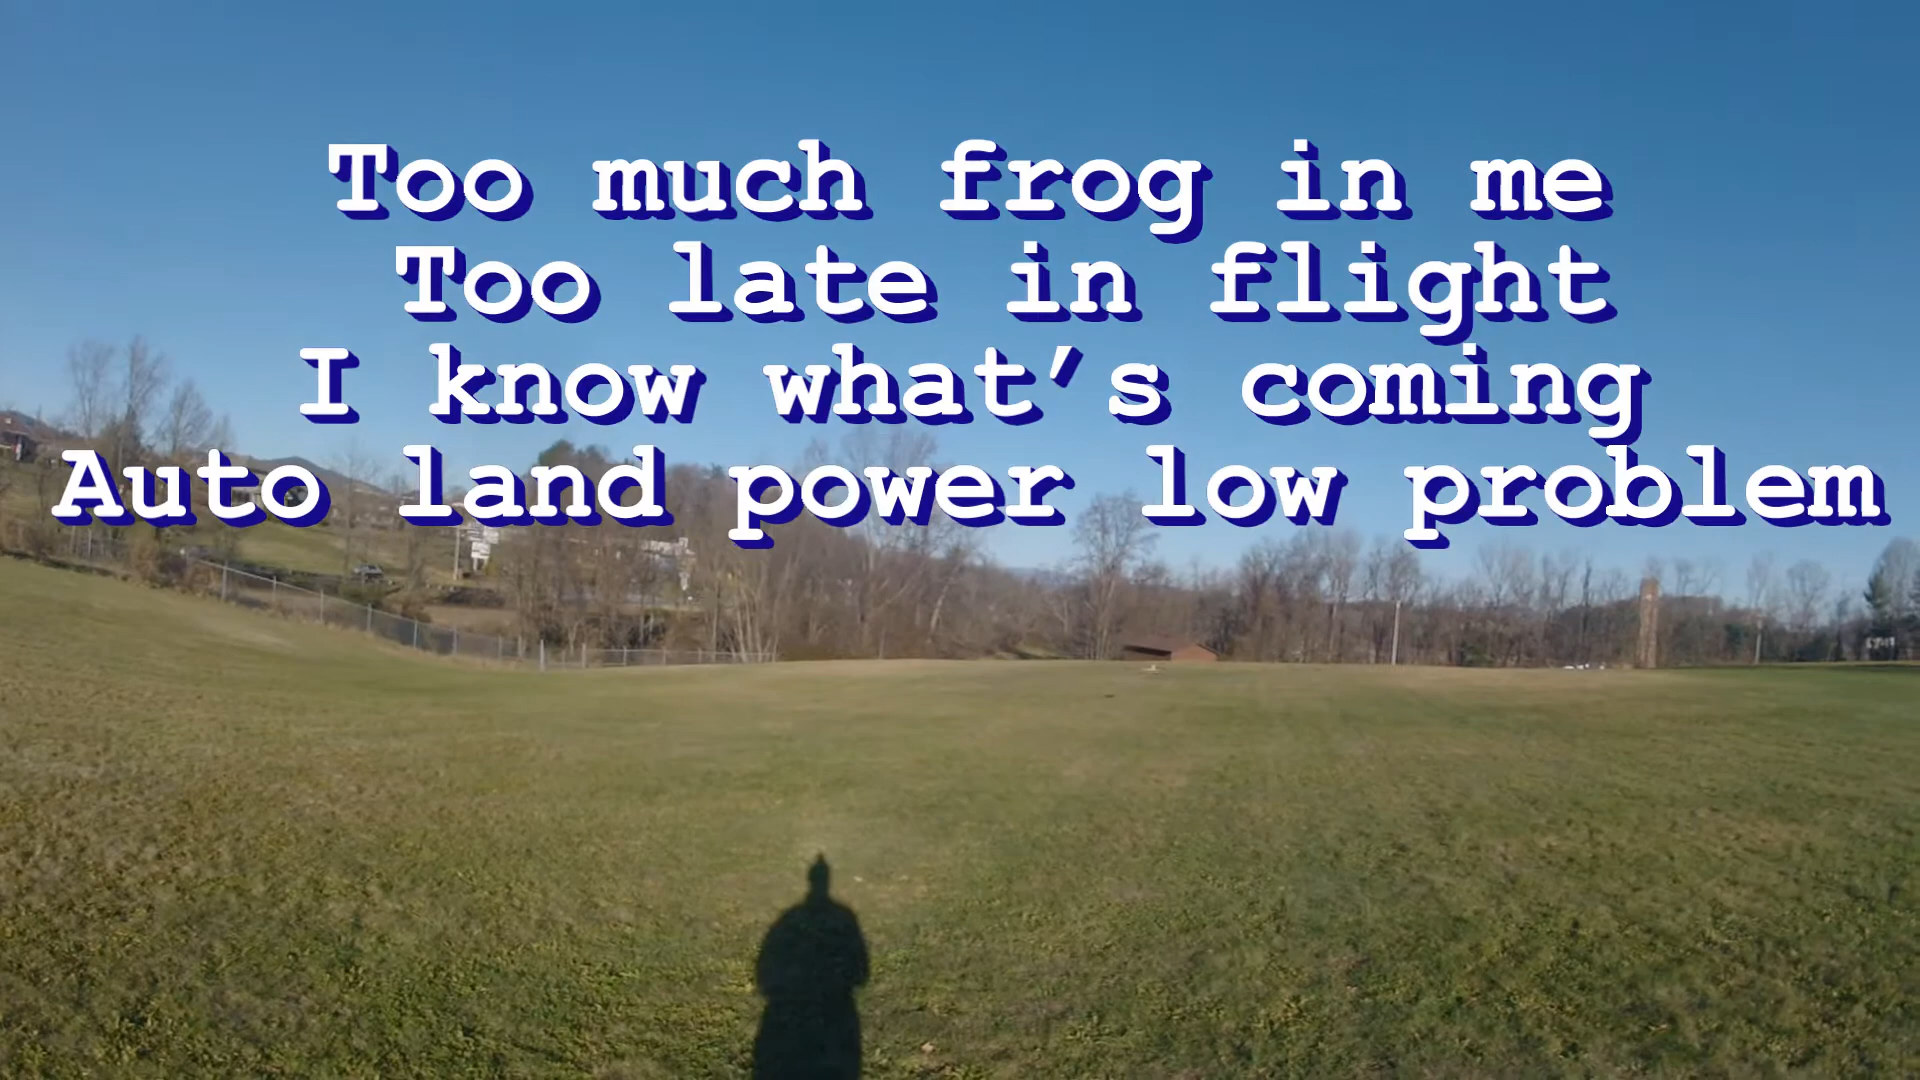 Too much frog in me
Too late in flight
I know what’s coming
Auto land power low problem